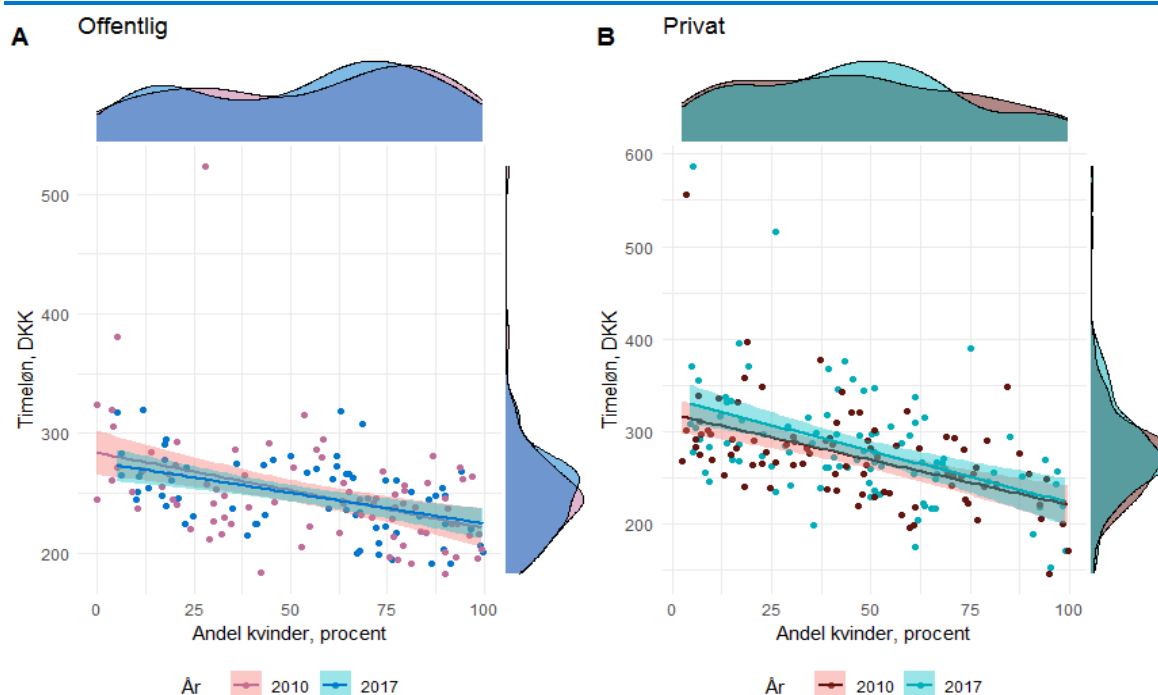 A
Offentlig
500
400
300
200
Timeløn, DKK
0
25
50
75
100
Andel kvinder, procent
År
2010
2017
B
Privat
600
500
400
300
200
Timeløn, DKK
0
25
50
75
100
Andel kvinder, procent
År
2010
2017